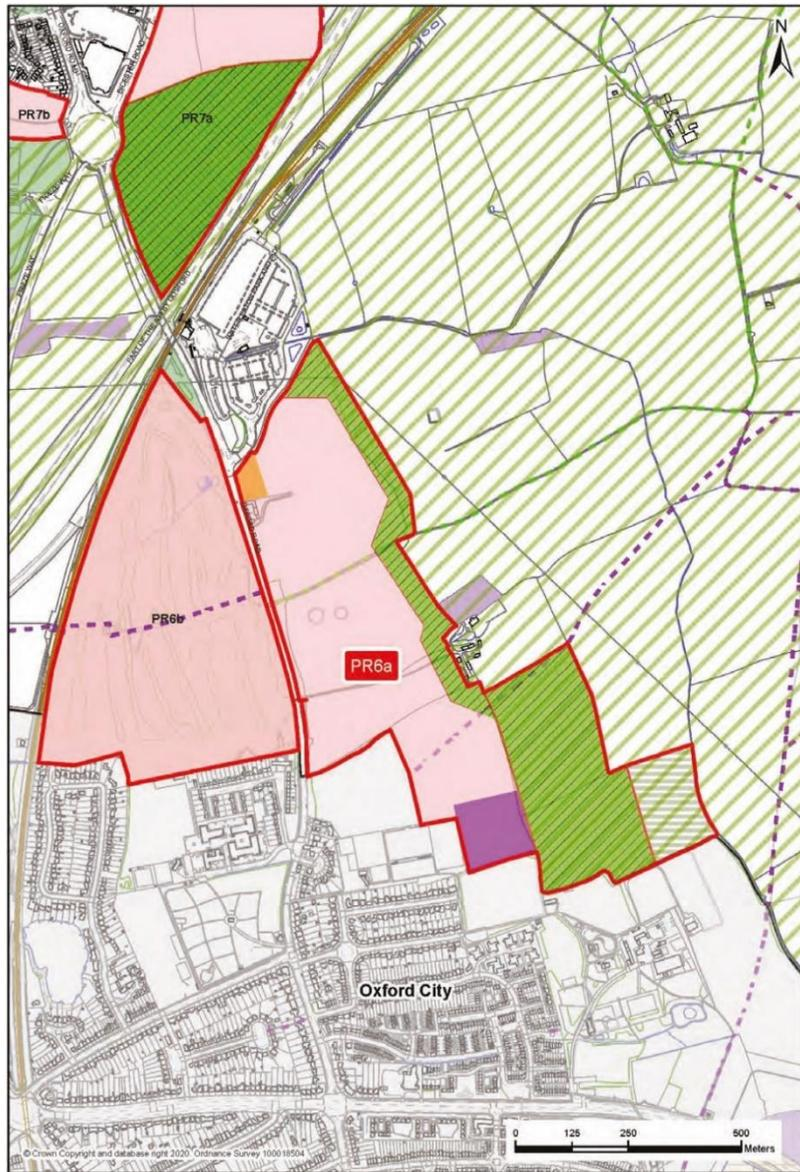 N
PR7b
PR7a
PR6b
PR6a
Oxford City
0 125 250 500
Meters
© Crown Copyright and database right 2020. Ordnance Survey 100018504